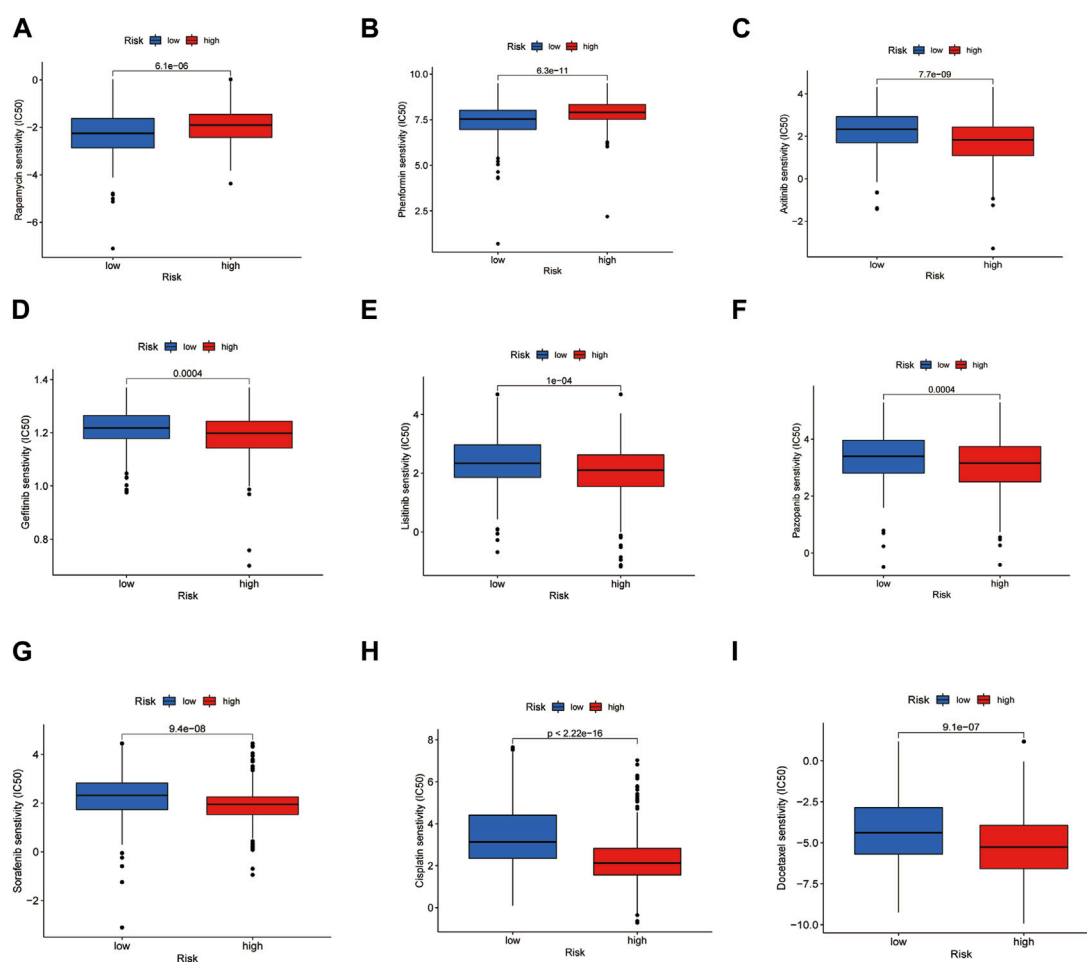 A
Risk low high
6.1e−06
0
−2
−4
−6
Rapamycin senstivity (IC50)
low high
Risk
B
Risk low high
6.3e−11
10.0
7.5
5.0
2.5
Phenformin senstivity (IC50)
low high
Risk
C
Risk low high
7.7e−09
4
2
0
−2
Axitinib senstivity (IC50)
low high
Risk
D
Risk low high
0.0004
1.4
1.2
1.0
0.8
Gefitinib senstivity (IC50)
low high
Risk
E
Risk low high
1e−04
4
2
0
Lisitinib senstivity (IC50)
low high
Risk
F
Risk low high
0.0004
4
2
0
Pazopanib senstivity (IC50)
low high
Risk
G
Risk low high
9.4e−08
4
2
0
−2
Sorafenib senstivity (IC50)
low high
Risk
H
Risk low high
p < 2.22e−16
8
6
4
2
0
Cisplatin senstivity (IC50)
low high
Risk
I
Risk low high
9.1e−07
0.0
−2.5
−5.0
−7.5
−10.0
Docetaxel senstivity (IC50)
low high
Risk